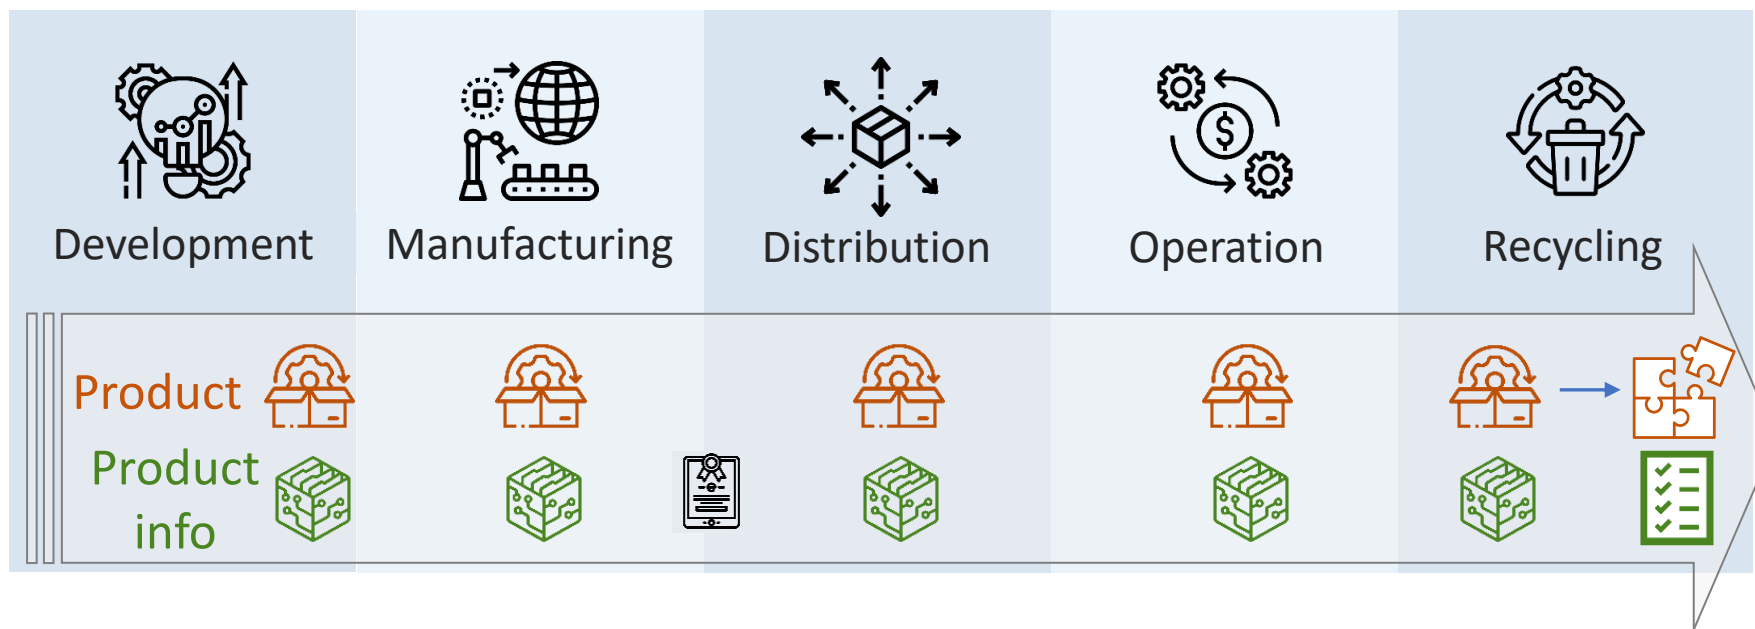 Development
Manufacturing
Distribution
Operation
Recycling
$
Product
Product
info